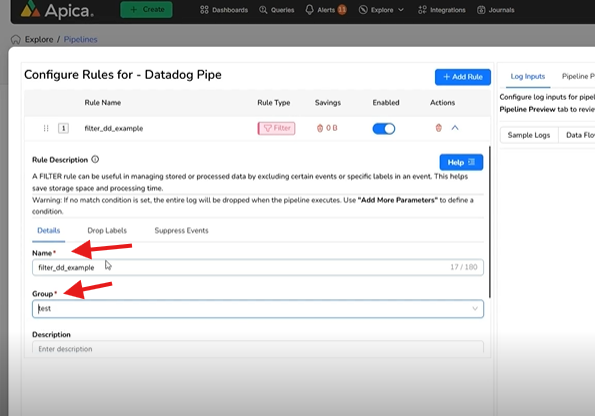 Apica.
+ Create
Dashboards
Queries
Alerts 11
Explore
Integrations
Journals
Explore / Pipelines
Configure Rules for - Datadog Pipe
+ Add Rule
Rule Name
Rule Type
Savings
Enabled
Actions
1
filter_dd_example
Filter
0 B
Rule Description
Help
A FILTER rule can be useful in managing stored or processed data by excluding certain events or specific labels in an event. This helps
save storage space and processing time.
Warning: If no match condition is set, the entire log will be dropped when the pipeline executes. Use "Add More Parameters" to define a
condition.
Details
Drop Labels
Suppress Events
Name*
filter_dd_example
17 / 180
Group*
test
Description
Enter description
Log Inputs
Pipeline P
Configure log inputs for pipel
Pipeline Preview tab to revie
Sample Logs
Data Flo